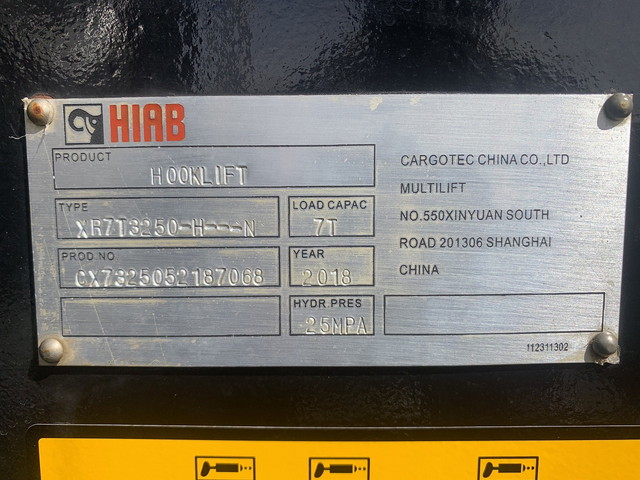 HIAB
PRODUCT
HOOKLIFT
TYPE
XR7T3250-H---N
LOAD CAPAC
7T
PROD NO
CX7325052187068
YEAR
2018
HYDR.PRES
25MPA
CARGOTEC CHINA CO.,LTD
MULTILIFT
NO.550XINYUAN SOUTH
ROAD 201306 SHANGHAI
CHINA
112311302